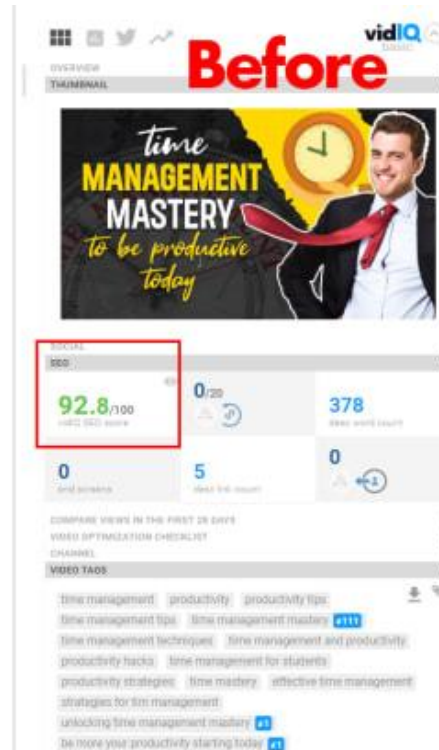 vidIQ
basic
Before
OVERVIEW
THUMBNAIL
time
MANAGEMENT
MASTERY
to be productive
today
SOCIAL
SEO
92.8/100
vidIQ SEO score
0/20
378
desc word count
0
end screens
5
desc link count
0
COMPARE VIEWS IN THE FIRST 28 DAYS
VIDEO OPTIMIZATION CHECKLIST
CHANNEL
VIDEO TAGS
time management productivity productivity tips
time management tips time management mastery #111
time management techniques time management and productivity
productivity hacks time management for students
productivity strategies time mastery effective time management
strategies for tim management
unlocking time management mastery #1
be more your productivity starting today #1